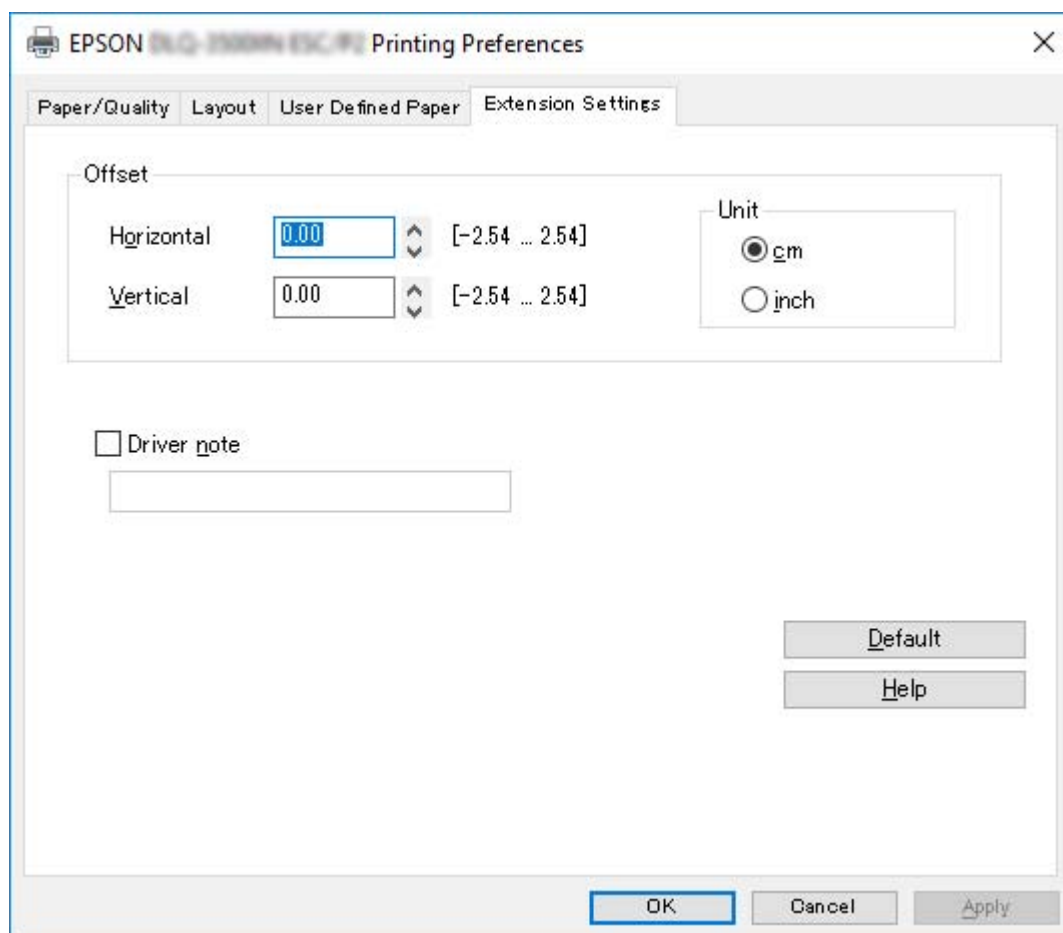 EPSON Printing Preferences
Paper/Quality Layout User Defined Paper Extension Settings
Offset
Unit
Horizontal 0.00 [-2.54 ... 2.54]
cm
Vertical 0.00 [-2.54 ... 2.54]
inch
Driver note
Default
Help
OK Cancel Apply